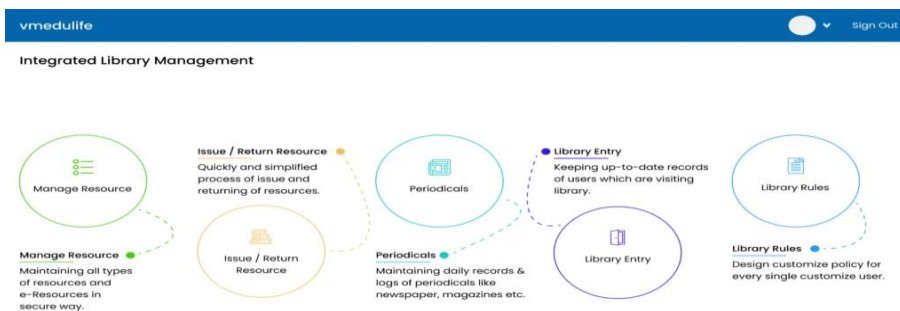 vmedulife
Sign Out
Integrated Library Management
Manage Resource
Manage Resource
Maintaining all types
of resources and
e-Resources in
secure way.
Issue / Return Resource
Quickly and simplified
process of issue and
returning of resources.
Issue / Return
Resource
Periodicals
Periodicals
Maintaining daily records &
logs of periodicals like
newspaper, magazines etc.
Library Entry
Keeping up-to-date records
of users which are visiting
library.
Library Entry
Library Rules
Library Rules
Design customize policy for
every single customize user.